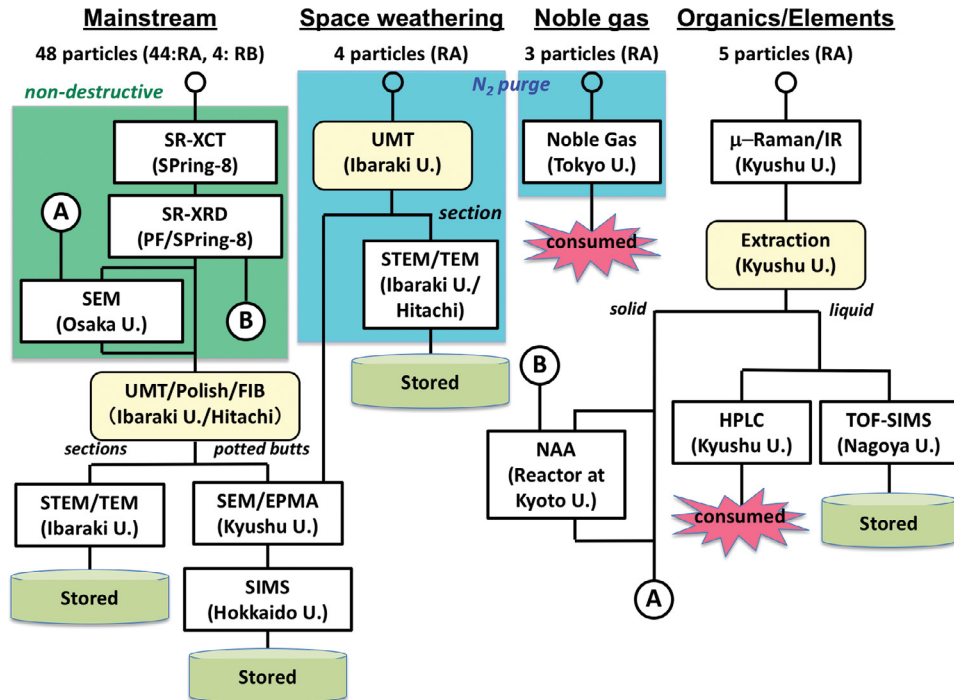 Mainstream
48 particles (44:RA, 4: RB)
non-destructive
SR-XCT
(SPring-8)
SR-XRD
(PF/SPring-8)
A
SEM
(Osaka U.)
B
UMT/Polish/FIB
（Ibaraki U./Hitachi）
sections
potted butts
STEM/TEM
(Ibaraki U.)
Stored
SEM/EPMA
(Kyushu U.)
SIMS
(Hokkaido U.)
Stored
Space weathering
4 particles (RA)
N₂ purge
UMT
(Ibaraki U.)
section
STEM/TEM
(Ibaraki U./
Hitachi)
Stored
Noble gas
3 particles (RA)
Noble Gas
(Tokyo U.)
consumed
Organics/Elements
5 particles (RA)
μ−Raman/IR
(Kyushu U.)
Extraction
(Kyushu U.)
solid
liquid
B
NAA
(Reactor at
Kyoto U.)
A
HPLC
(Kyushu U.)
consumed
TOF-SIMS
(Nagoya U.)
Stored